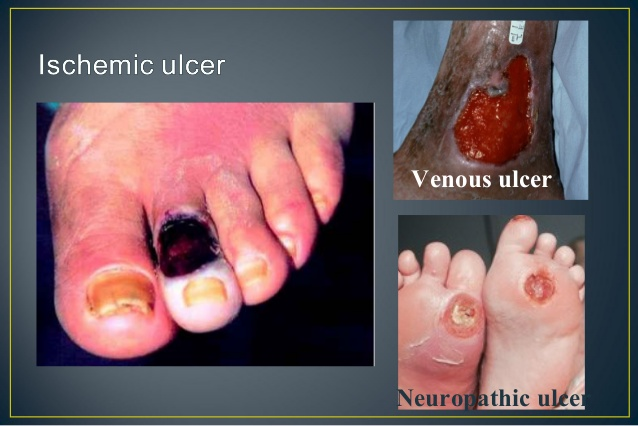 Ischemic ulcer
Venous ulcer
Neuropathic ulcer